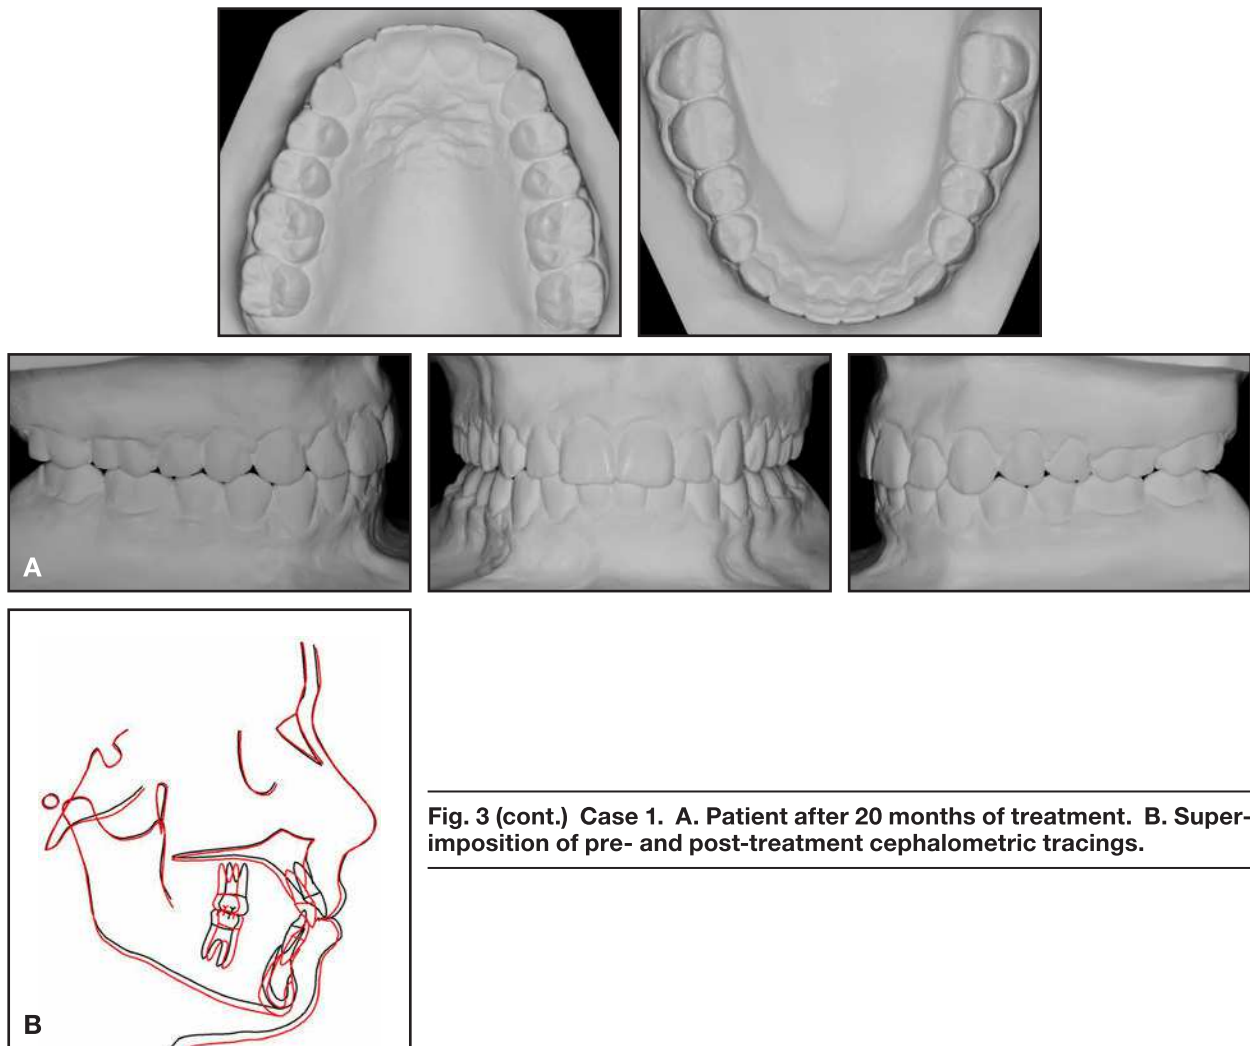 A
Fig. 3 (cont.) Case 1. A. Patient after 20 months of treatment. B. Super-
imposition of pre- and post-treatment cephalometric tracings.
B